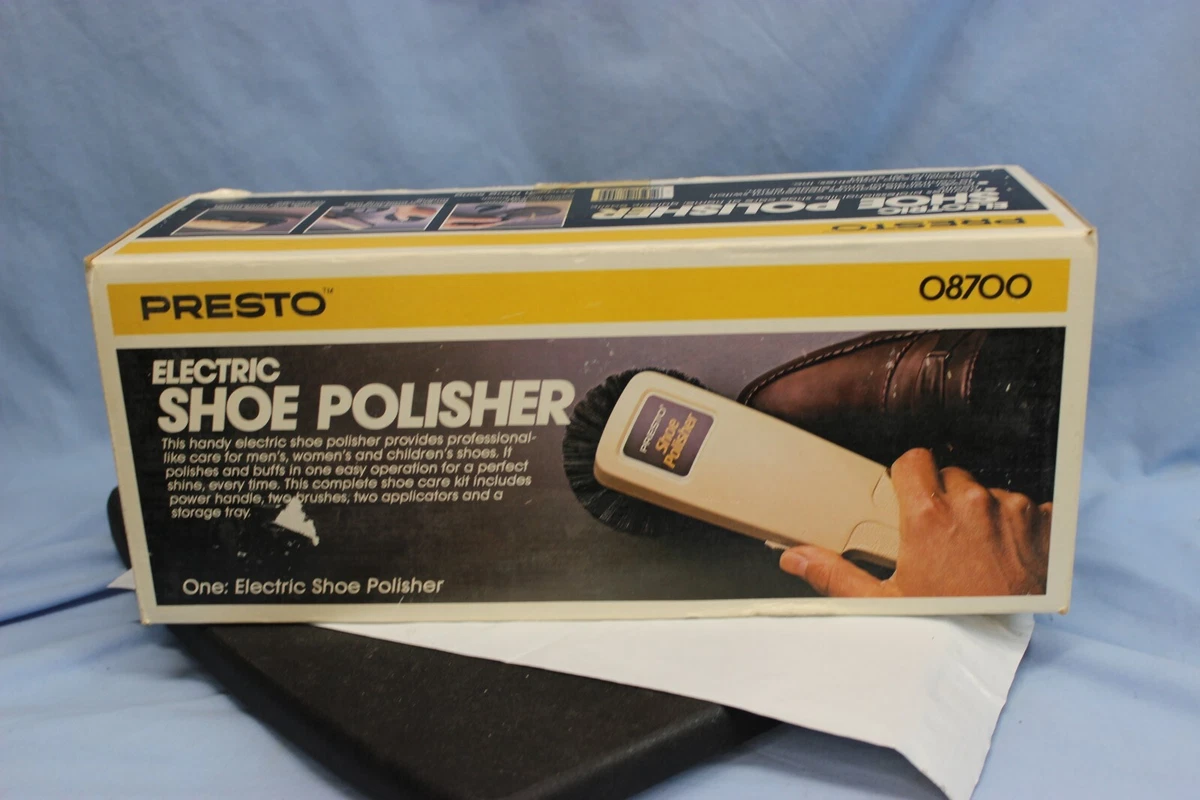 ELECTRIC
SHOE POLISHER
PRESTO
PRESTO™
08700
ELECTRIC
SHOE POLISHER
This handy electric shoe polisher provides professional-
like care for men's, women's and children's shoes. It
polishes and buffs in one easy operation for a perfect
shine, every time. This complete shoe care kit includes
power handle, two brushes, two applicators and a
storage tray.
One: Electric Shoe Polisher
PRESTO®
Shoe
Polisher